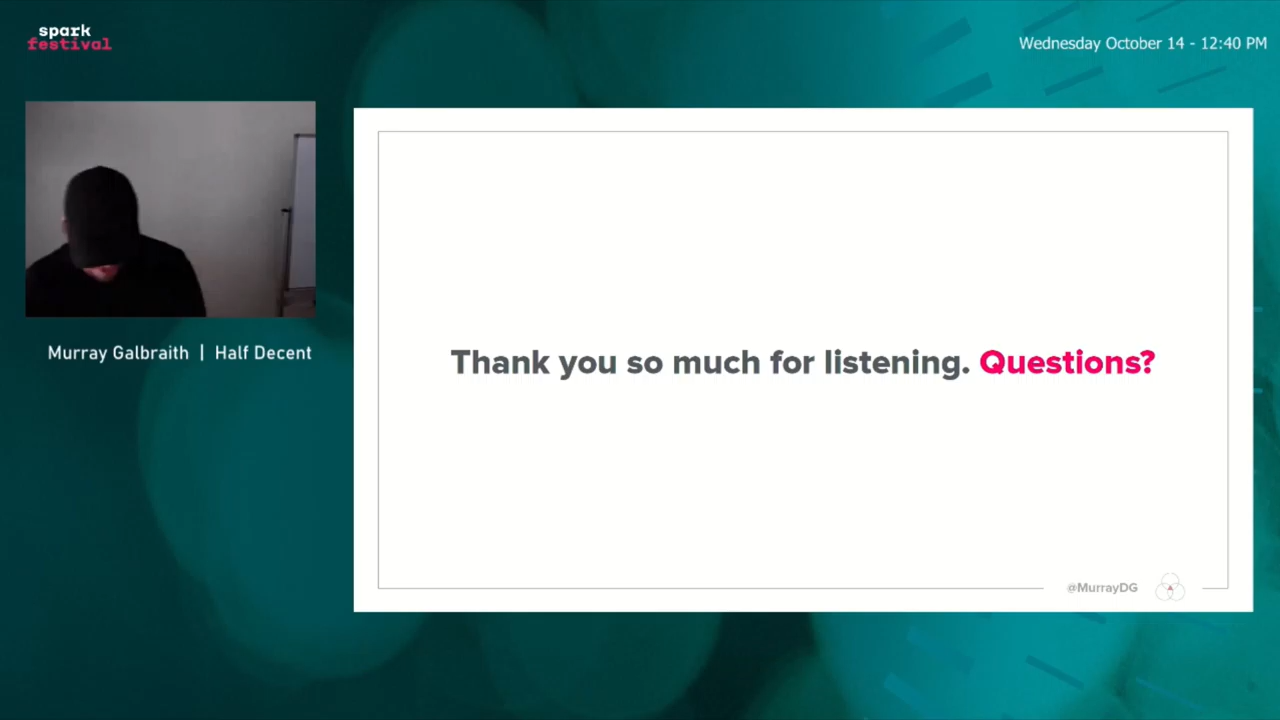 spark
festival
Wednesday October 14 - 12:40 PM
Murray Galbraith | Half Decent
Thank you so much for listening. Questions?
@MurrayDG